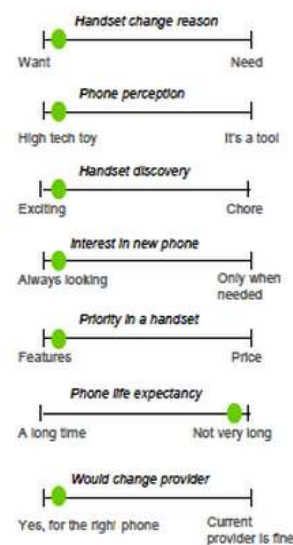 Handset change reason
Want Need
Phone perception
High tech toy It's a tool
Handset discovery
Exciting Chore
Interest in new phone
Always looking Only when
needed
Priority in a handset
Features Price
Phone life expectancy
A long time Not very long
Would change provider
Yes, for the right phone Current
provider is fine